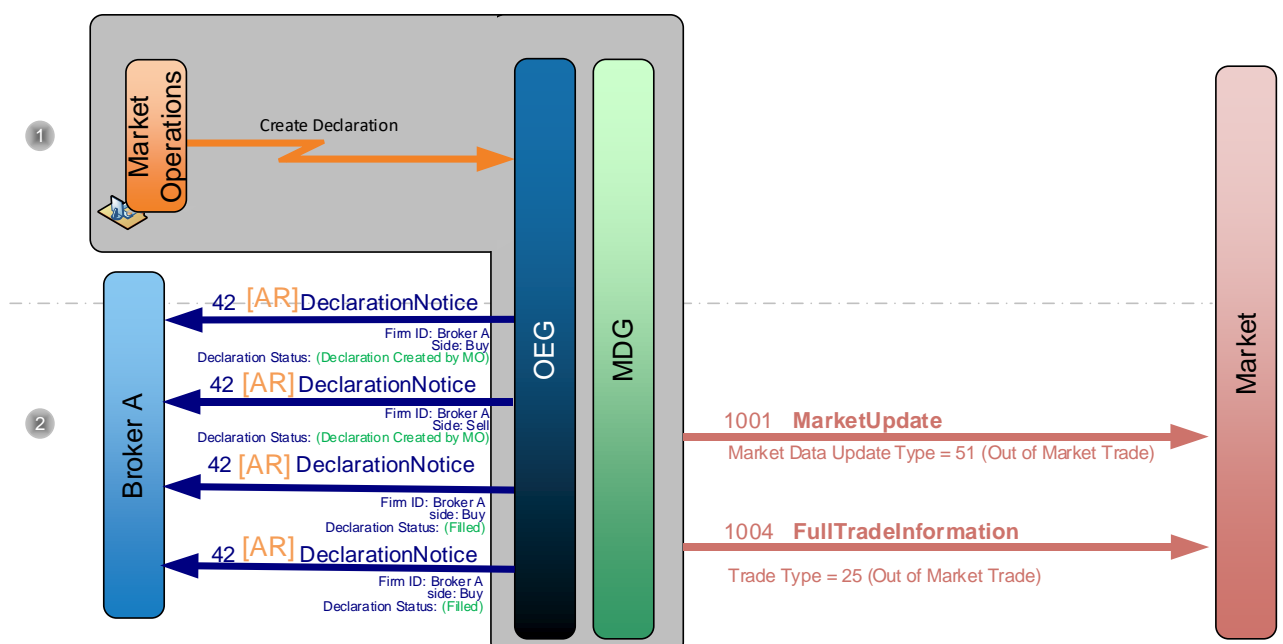 1
Market
Operations
Create Declaration
OEG
MDG
Market
2
Broker A
42 [AR] DeclarationNotice
Firm ID: Broker A
Side: Buy
Declaration Status: (Declaration Created by MO)
42 [AR] DeclarationNotice
Firm ID: Broker A
Side: Sell
Declaration Status: (Declaration Created by MO)
42 [AR] DeclarationNotice
Firm ID: Broker A
side: Buy
Declaration Status: (Filled)
42 [AR] DeclarationNotice
Firm ID: Broker A
side: Buy
Declaration Status: (Filled)
1001 MarketUpdate
Market Data Update Type = 51 (Out of Market Trade)
1004 FullTradeInformation
Trade Type = 25 (Out of Market Trade)